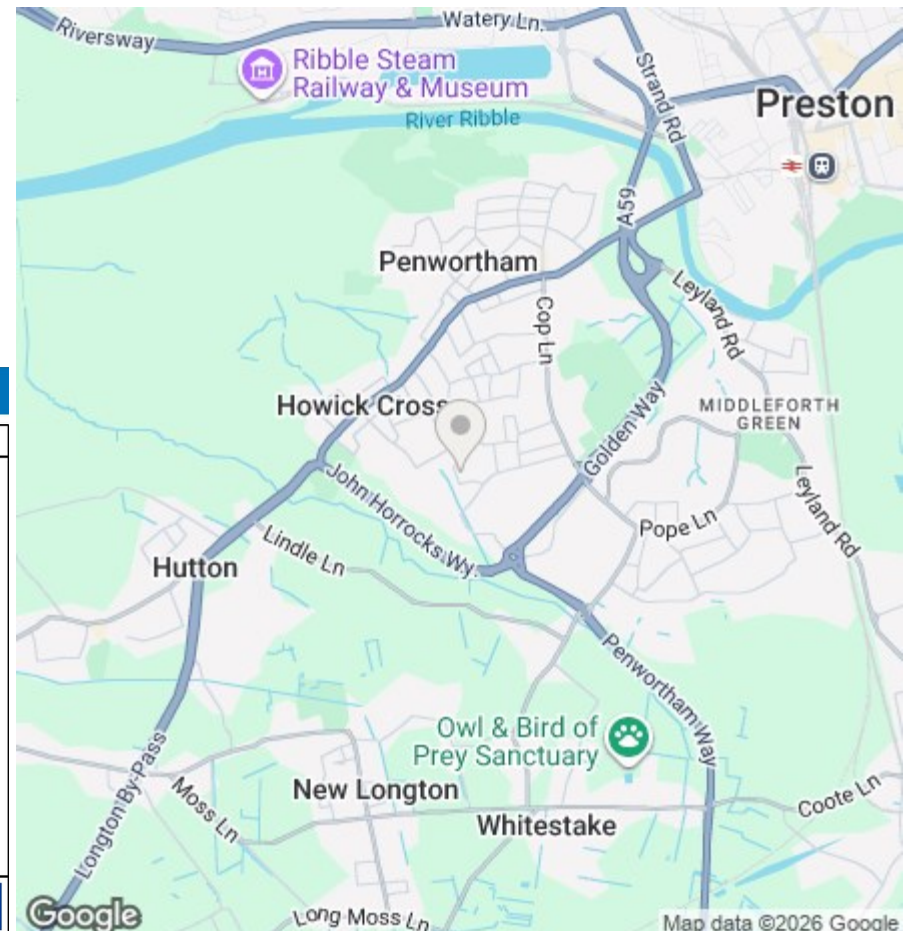 Riversway
Watery Ln.
Ribble Steam
Railway & Museum
Strand Rd
Preston
River Ribble
A59
Penwortham
Leyland Rd
Cop Ln
Howick Cross
MIDDLEFORTH
GREEN
Golden Way
John Horrocks Wy.
Leyland Rd
Pope Ln
Lindle Ln
Hutton
Penwortham Way
Owl & Bird of
Prey Sanctuary
Longton By-Pass
Moss Ln
New Longton
Coote Ln
Whitestake
Long Moss Ln
Google
Map data ©2026 Google